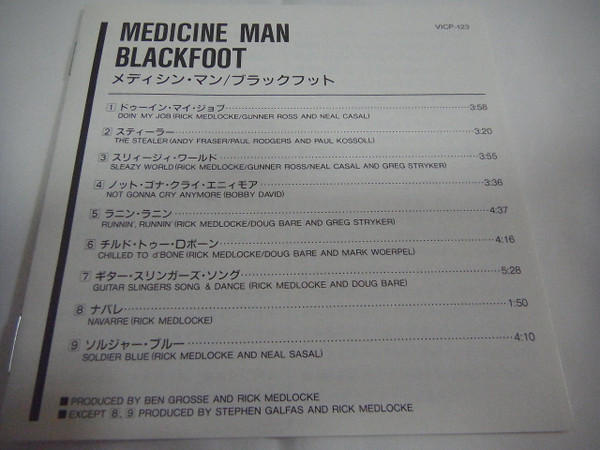 VICP-123
MEDICINE MAN
BLACKFOOT
メディシン・マン/ブラックフット
1 ドゥーイン・マイ・ジョブ 3:58
DOIN' MY JOB (RICK MEDLOCKE/GUNNER ROSS AND NEAL CASAL)
2 スティーラー 3:20
THE STEALER (ANDY FRASER/PAUL RODGERS AND PAUL KOSSOLL)
3 スリィージィ・ワールド 3:55
SLEAZY WORLD (RICK MEDLOCKE/GUNNER ROSS/NEAL CASAL AND GREG STRYKER)
4 ノット・ゴナ・クライ・エニィモア 3:36
NOT GONNA CRY ANYMORE (BOBBY DAVID)
5 ラニン・ラニン 4:37
RUNNIN', RUNNIN' (RICK MEDLOCKE/DOUG BARE AND GREG STRYKER)
6 チルド・トゥー・ロボーン 4:16
CHILLED TO d'BONE (RICK MEDLOCKE/DOUG BARE AND MARK WOERPEL)
7 ギター・スリンガーズ・ソング 5:28
GUITAR SLINGERS SONG & DANCE (RICK MEDLOCKE AND DOUG BARE)
8 ナバレ 1:50
NAVARRE (RICK MEDLOCKE)
9 ソルジャー・ブルー 4:10
SOLDIER BLUE (RICK MEDLOCKE AND NEAL SASAL)
■PRODUCED BY BEN GROSSE AND RICK MEDLOCKE
■EXCEPT 8, 9 PRODUCED BY STEPHEN GALFAS AND RICK MEDLOCKE